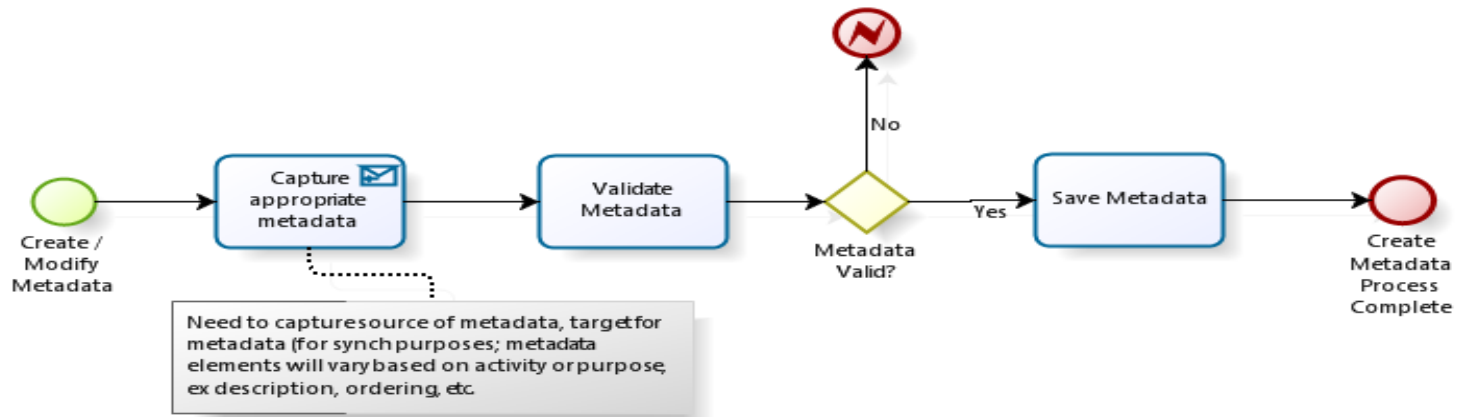 No
Capture
appropriate
metadata
Validate
Metadata
Yes
Save Metadata
Create /
Modify
Metadata
Metadata
Valid?
Create
Metadata
Process
Complete
Need to capture source of metadata, target for
metadata (for synch purposes; metadata
elements will vary based on activity or purpose,
ex description, ordering, etc.